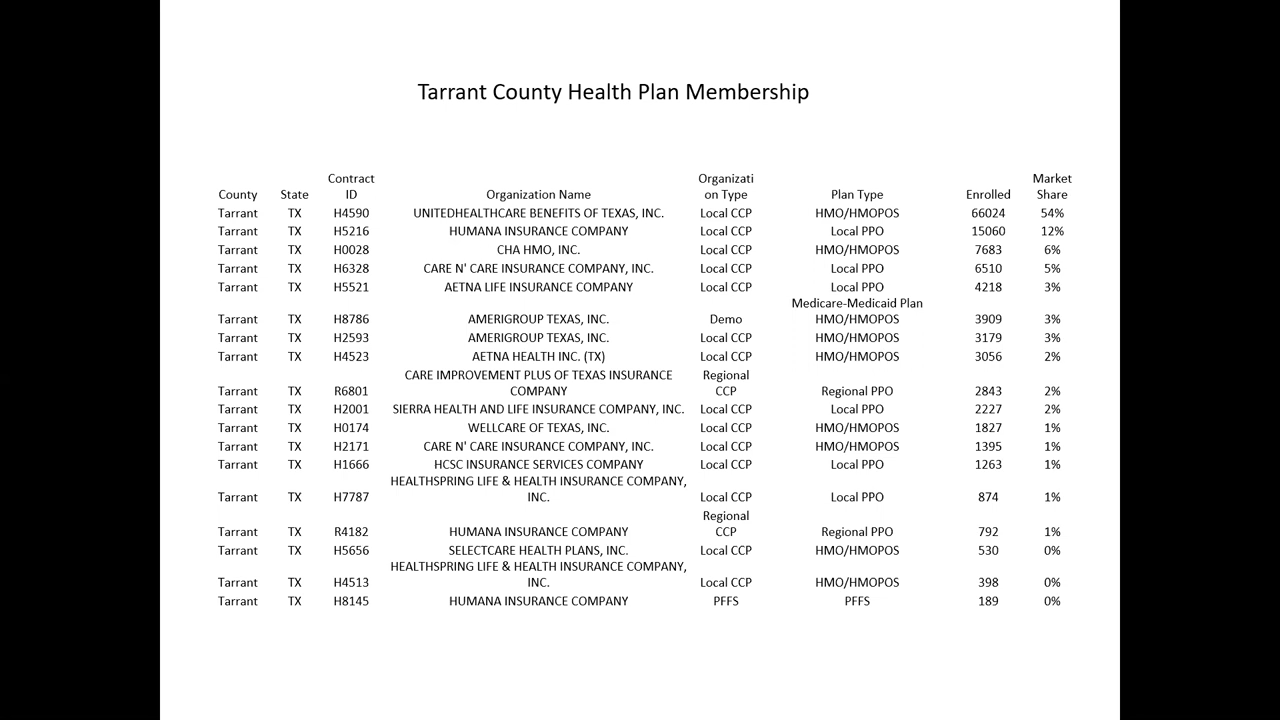 Tarrant County Health Plan Membership
County State Contract ID Organization Name Organizati on Type Plan Type Enrolled Market Share
Tarrant TX H4590 UNITEDHEALTHCARE BENEFITS OF TEXAS, INC. Local CCP HMO/HMOPOS 66024 54%
Tarrant TX H5216 HUMANA INSURANCE COMPANY Local CCP Local PPO 15060 12%
Tarrant TX H0028 CHA HMO, INC. Local CCP HMO/HMOPOS 7683 6%
Tarrant TX H6328 CARE N' CARE INSURANCE COMPANY, INC. Local CCP Local PPO 6510 5%
Tarrant TX H5521 AETNA LIFE INSURANCE COMPANY Local CCP Local PPO 4218 3%
Tarrant TX H8786 AMERIGROUP TEXAS, INC. Demo Medicare-Medicaid Plan HMO/HMOPOS 3909 3%
Tarrant TX H2593 AMERIGROUP TEXAS, INC. Local CCP HMO/HMOPOS 3179 3%
Tarrant TX H4523 AETNA HEALTH INC. (TX) Local CCP HMO/HMOPOS 3056 2%
Tarrant TX R6801 CARE IMPROVEMENT PLUS OF TEXAS INSURANCE COMPANY Regional CCP Regional PPO 2843 2%
Tarrant TX H2001 SIERRA HEALTH AND LIFE INSURANCE COMPANY, INC. Local CCP Local PPO 2227 2%
Tarrant TX H0174 WELLCARE OF TEXAS, INC. Local CCP HMO/HMOPOS 1827 1%
Tarrant TX H2171 CARE N' CARE INSURANCE COMPANY, INC. Local CCP HMO/HMOPOS 1395 1%
Tarrant TX H1666 HCSC INSURANCE SERVICES COMPANY Local CCP Local PPO 1263 1%
Tarrant TX H7787 HEALTHSPRING LIFE & HEALTH INSURANCE COMPANY, INC. Local CCP Local PPO 874 1%
Tarrant TX R4182 HUMANA INSURANCE COMPANY Regional CCP Regional PPO 792 1%
Tarrant TX H5656 SELECTCARE HEALTH PLANS, INC. Local CCP HMO/HMOPOS 530 0%
Tarrant TX H4513 HEALTHSPRING LIFE & HEALTH INSURANCE COMPANY, INC. Local CCP HMO/HMOPOS 398 0%
Tarrant TX H8145 HUMANA INSURANCE COMPANY PFFS PFFS 189 0%